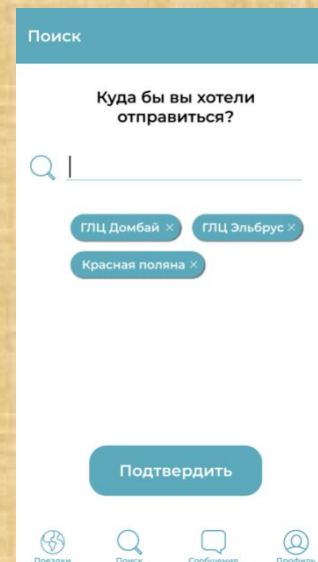 Поиск
Куда бы вы хотели
отправиться?
ГЛЦ Домбай ×
ГЛЦ Эльбрус ×
Красная поляна ×
Подтвердить
Поездки
Поиск
Сообщения
Профиль